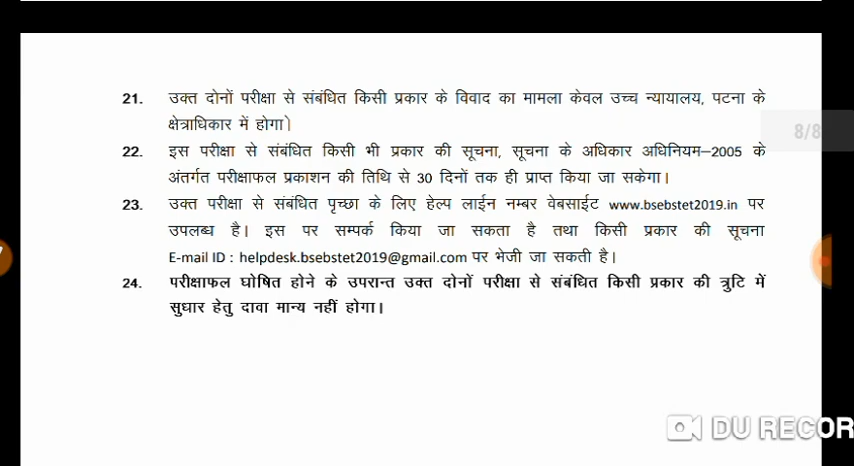 21. उक्त दोनों परीक्षा से संबंधित किसी प्रकार के विवाद का मामला केवल उच्च न्यायालय, पटना के
क्षेत्राधिकार में होगा)
8/8
22. इस परीक्षा से संबंधित किसी भी प्रकार की सूचना, सूचना के अधिकार अधिनियम–2005 के
अंतर्गत परीक्षाफल प्रकाशन की तिथि से 30 दिनों तक ही प्राप्त किया जा सकेगा।
23. उक्त परीक्षा से संबंधित पृच्छा के लिए हेल्प लाईन नम्बर वेबसाईट www.bsebstet2019.in पर
उपलब्ध है। इस पर सम्पर्क किया जा सकता है तथा किसी प्रकार की सूचना
E-mail ID : helpdesk.bsebstet2019@gmail.com पर भेजी जा सकती है।
24. परीक्षाफल घोषित होने के उपरान्त उक्त दोनों परीक्षा से संबंधित किसी प्रकार की त्रुटि में
सुधार हेतु दावा मान्य नहीं होगा।
DU RECOR